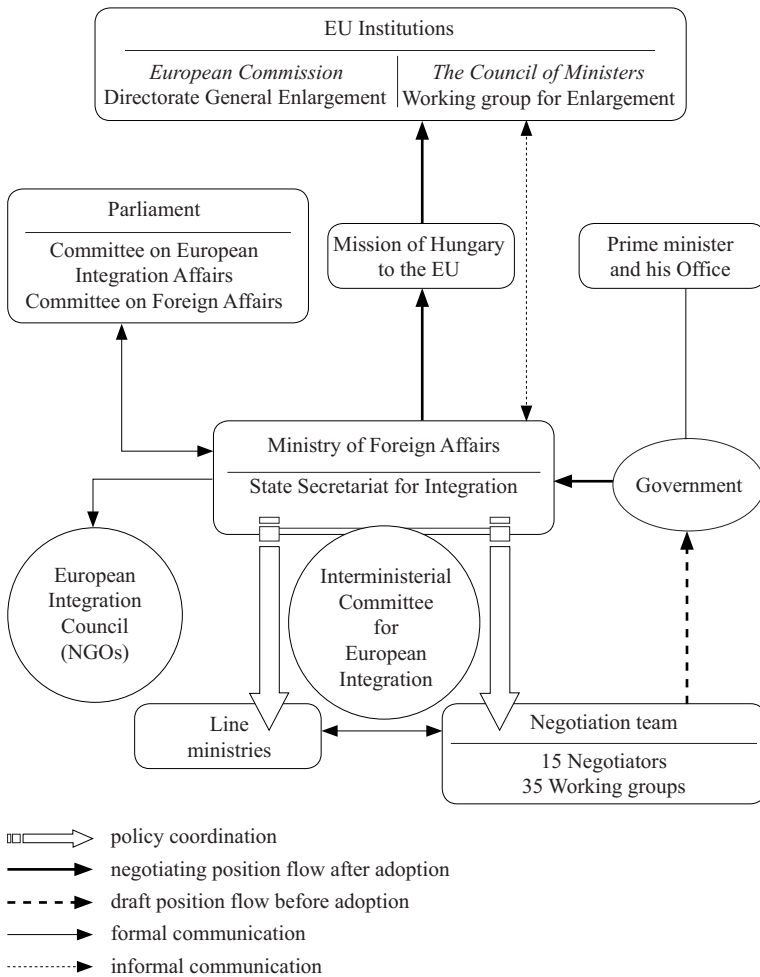 EU Institutions
European Commission
Directorate General Enlargement
The Council of Ministers
Working group for Enlargement
Parliament
Committee on European
Integration Affairs
Committee on Foreign Affairs
Mission of Hungary
to the EU
Prime minister
and his Office
Ministry of Foreign Affairs
State Secretariat for Integration
Government
European
Integration
Council
(NGOs)
Interministerial
Committee
for
European
Integration
Line
ministries
Negotiation team
15 Negotiators
35 Working groups
policy coordination
negotiating position flow after adoption
draft position flow before adoption
formal communication
informal communication